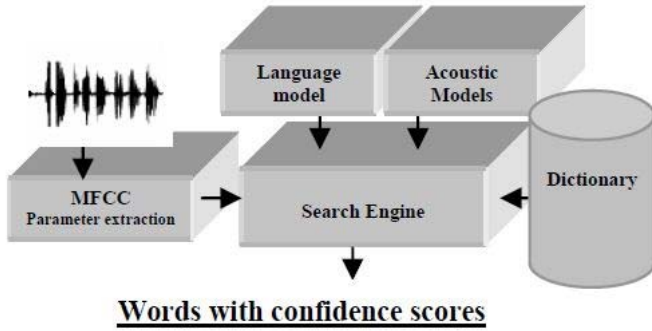 Language
model
Acoustic
Models
MFCC
Parameter extraction
Search Engine
Dictionary
Words with confidence scores